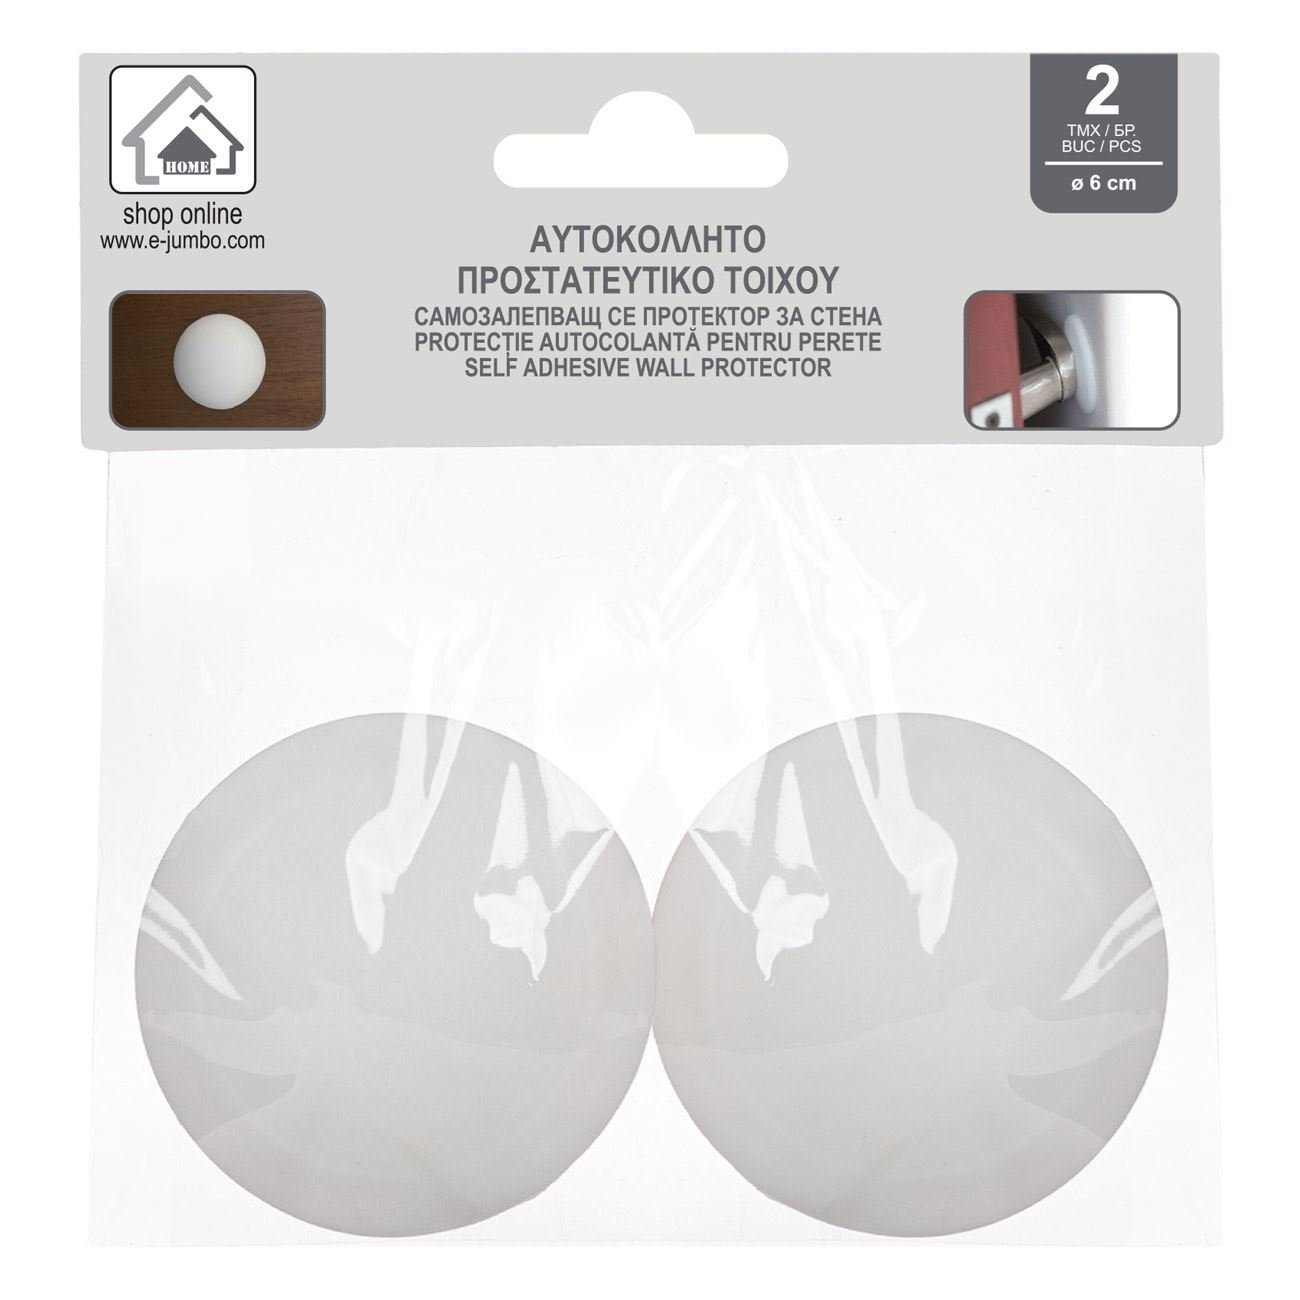 HOME
shop online
www.e-jumbo.com
2
ΤΜΧ / БР.
BUC / PCS
ø 6 cm
ΑΥΤΟΚΟΛΛΗΤΟ
ΠΡΟΣΤΑΤΕΥΤΙΚΟ ΤΟΙΧΟΥ
САМОЗАЛЕПВАЩ СЕ ПРОТЕКТОР ЗА СТЕНА
PROTECȚIE AUTOCOLANTĂ PENTRU PERETE
SELF ADHESIVE WALL PROTECTOR